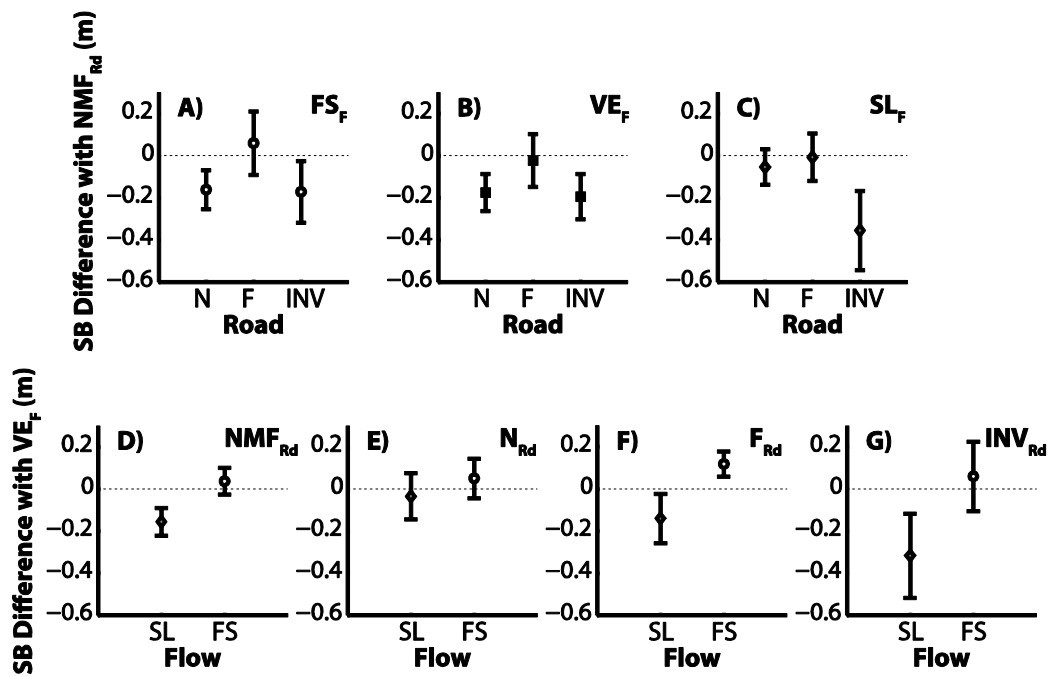 SB Difference with NMF_Rd (m)
A) FS_F
0.2
0
−0.2
−0.4
−0.6
N F INV
Road
B) VE_F
0.2
0
−0.2
−0.4
−0.6
N F INV
Road
C) SL_F
0.2
0
−0.2
−0.4
−0.6
N F INV
Road
SB Difference with VE_F (m)
D) NMF_Rd
0.2
0
−0.2
−0.4
−0.6
SL FS
Flow
E) N_Rd
0.2
0
−0.2
−0.4
−0.6
SL FS
Flow
F) F_Rd
0.2
0
−0.2
−0.4
−0.6
SL FS
Flow
G) INV_Rd
0.2
0
−0.2
−0.4
−0.6
SL FS
Flow